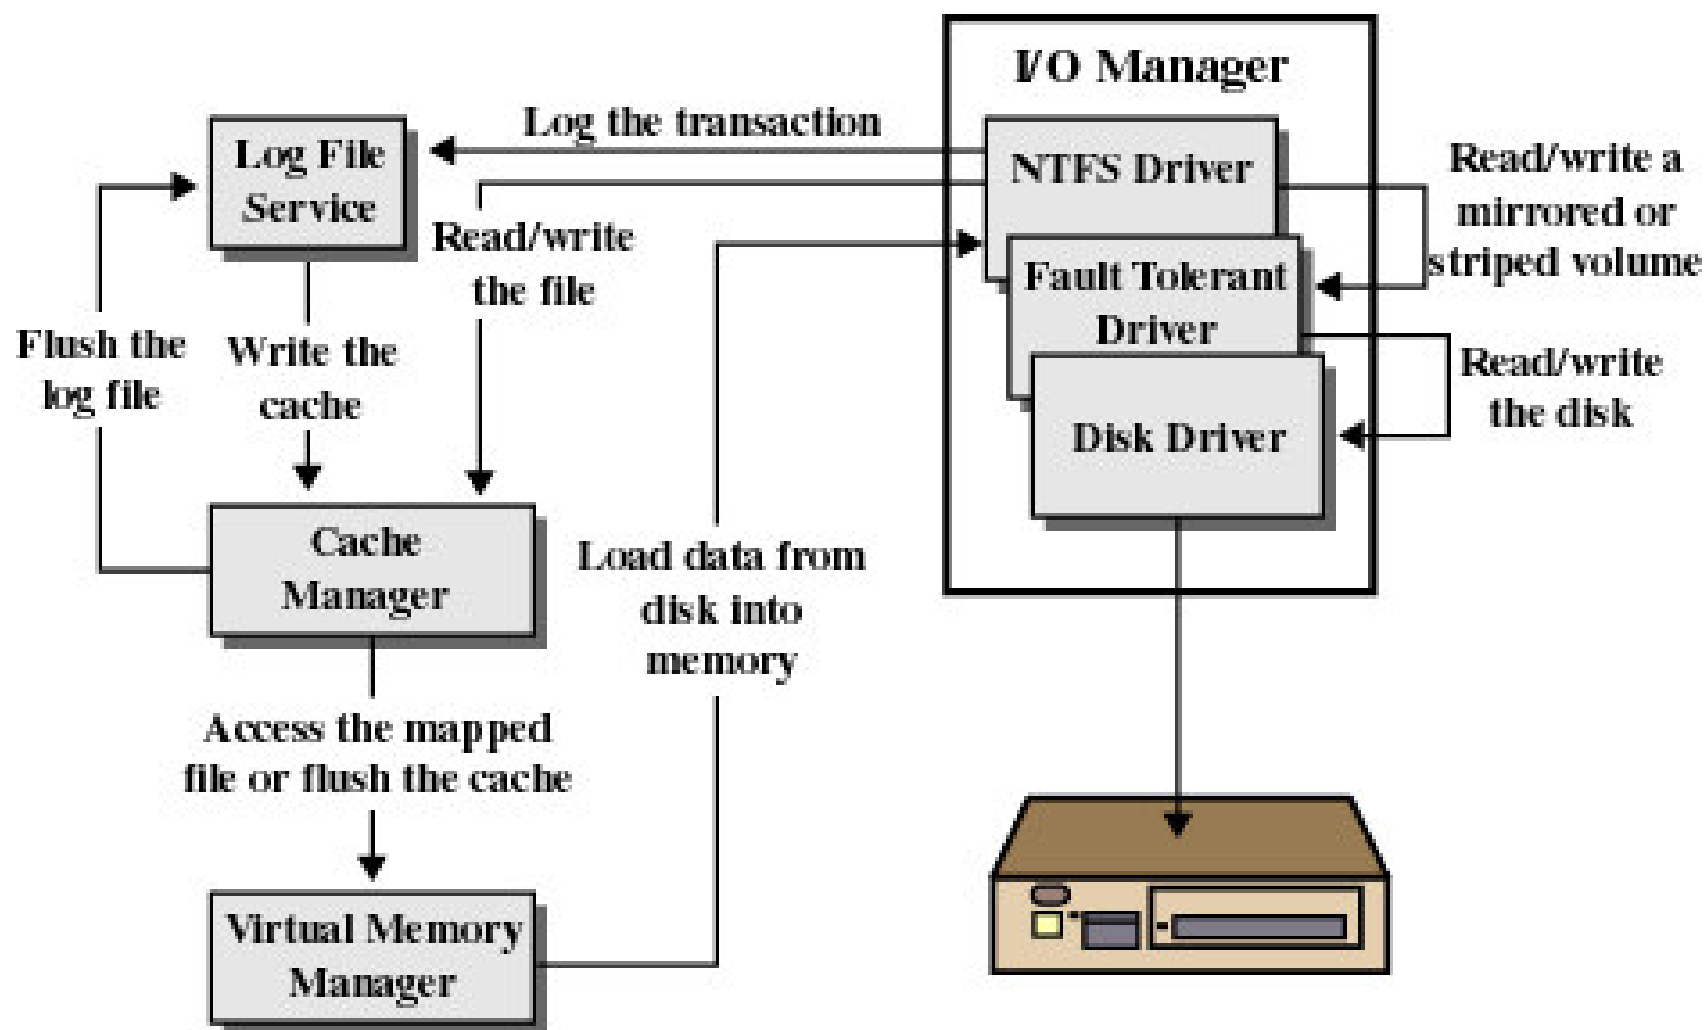 I/O Manager
Log the transaction
Log File
Service
NTFS Driver
Read/write a
mirrored or
striped volume
Read/write
the file
Fault Tolerant
Driver
Flush the
log file
Write the
cache
Read/write
the disk
Disk Driver
Cache
Manager
Load data from
disk into
memory
Access the mapped
file or flush the cache
Virtual Memory
Manager